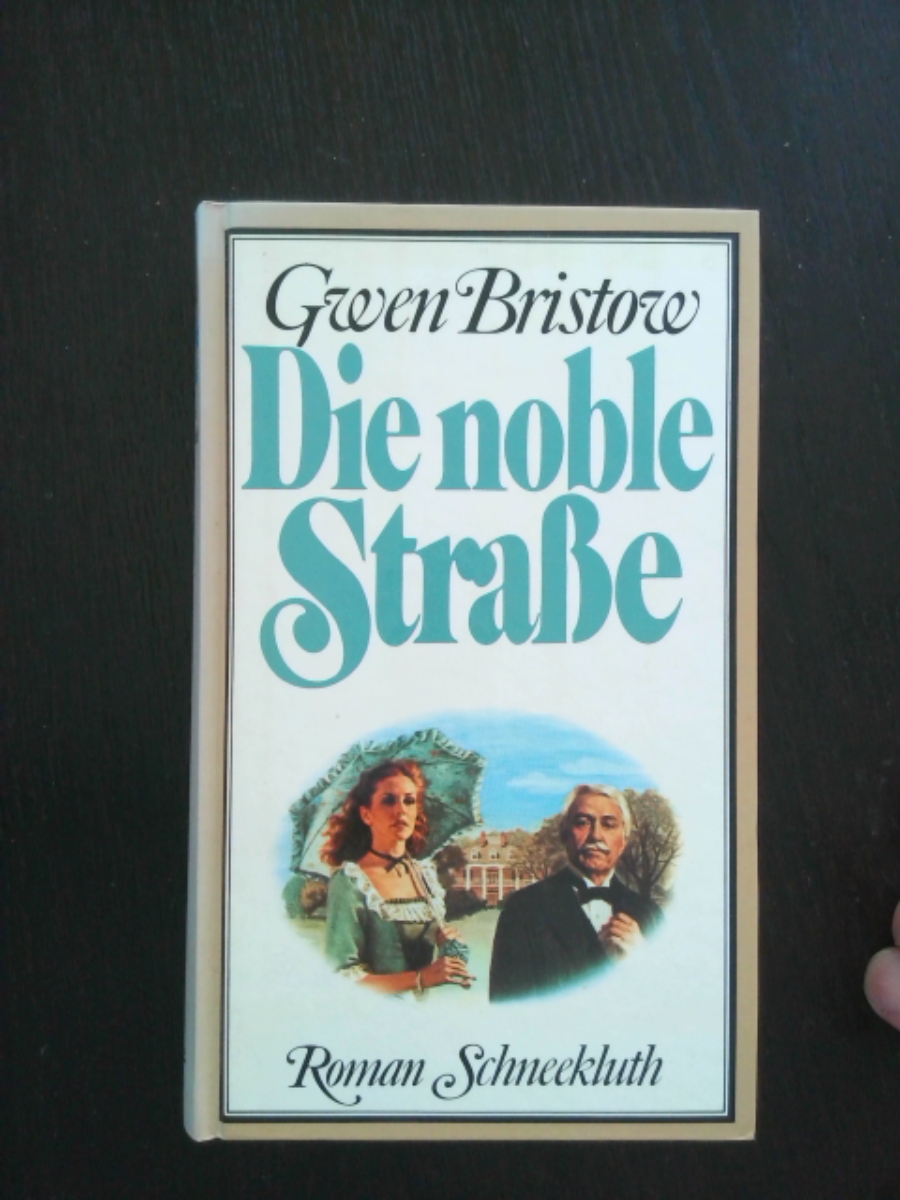 Gwen Bristow
Die noble
Straße
Roman Schneekluth